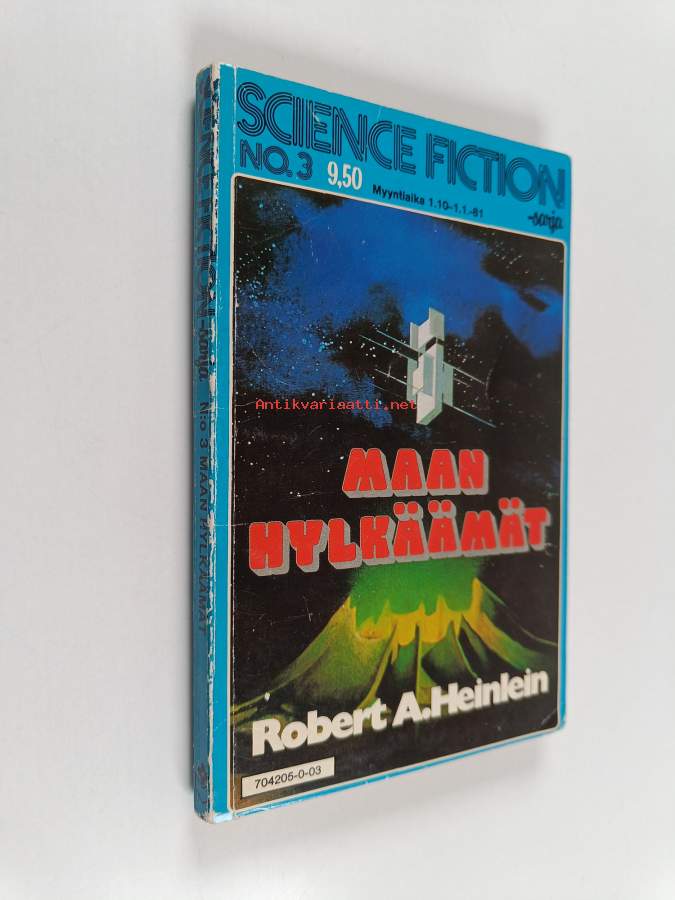 SCIENCE FICTION
-sarja
NO.3 9,50
Myyntiaika 1.10-1.1.-81
Antikvariaatti.net
MAAN
HYLKÄÄMÄT
Robert A.Heinlein
704205-0-03
SCIENCE FICTION-sarja N:o 3 MAAN HYLKÄÄMÄT